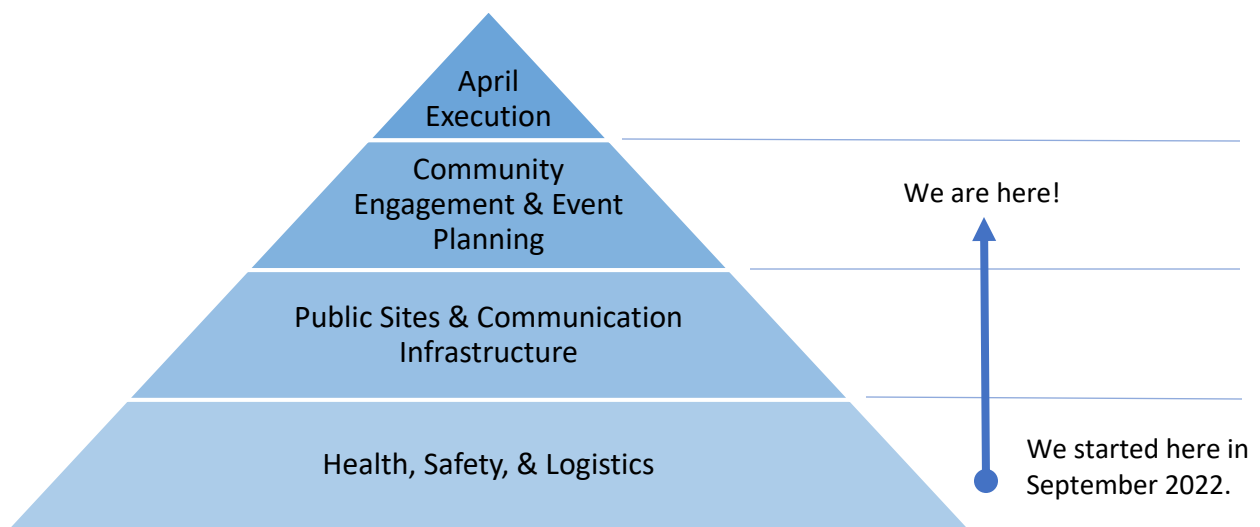 April
Execution
Community
Engagement & Event
Planning
We are here!
Public Sites & Communication
Infrastructure
Health, Safety, & Logistics
We started here in
September 2022.